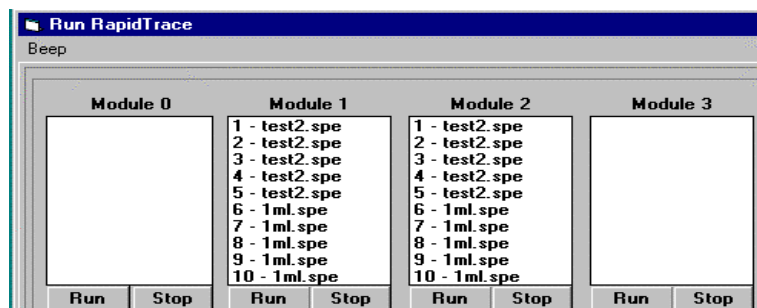 Run RapidTrace
Beep
Module 0 Module 1 Module 2 Module 3
1 - test2.spe 1 - test2.spe
2 - test2.spe 2 - test2.spe
3 - test2.spe 3 - test2.spe
4 - test2.spe 4 - test2.spe
5 - test2.spe 5 - test2.spe
6 - 1ml.spe 6 - 1ml.spe
7 - 1ml.spe 7 - 1ml.spe
8 - 1ml.spe 8 - 1ml.spe
9 - 1ml.spe 9 - 1ml.spe
10 - 1ml.spe 10 - 1ml.spe
Run Stop Run Stop Run Stop Run Stop